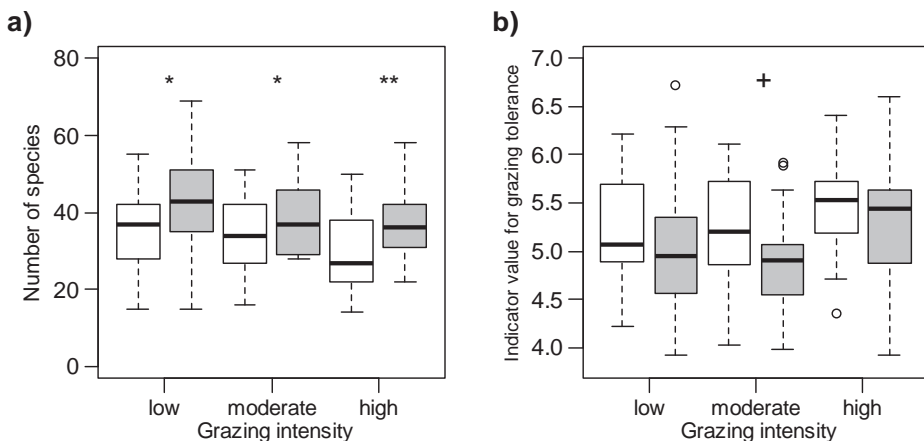 a)
Number of species
80
60
40
20
0
* * **
low moderate high
Grazing intensity
b)
Indicator value for grazing tolerance
7.0
6.5
6.0
5.5
5.0
4.5
4.0
+
low moderate high
Grazing intensity